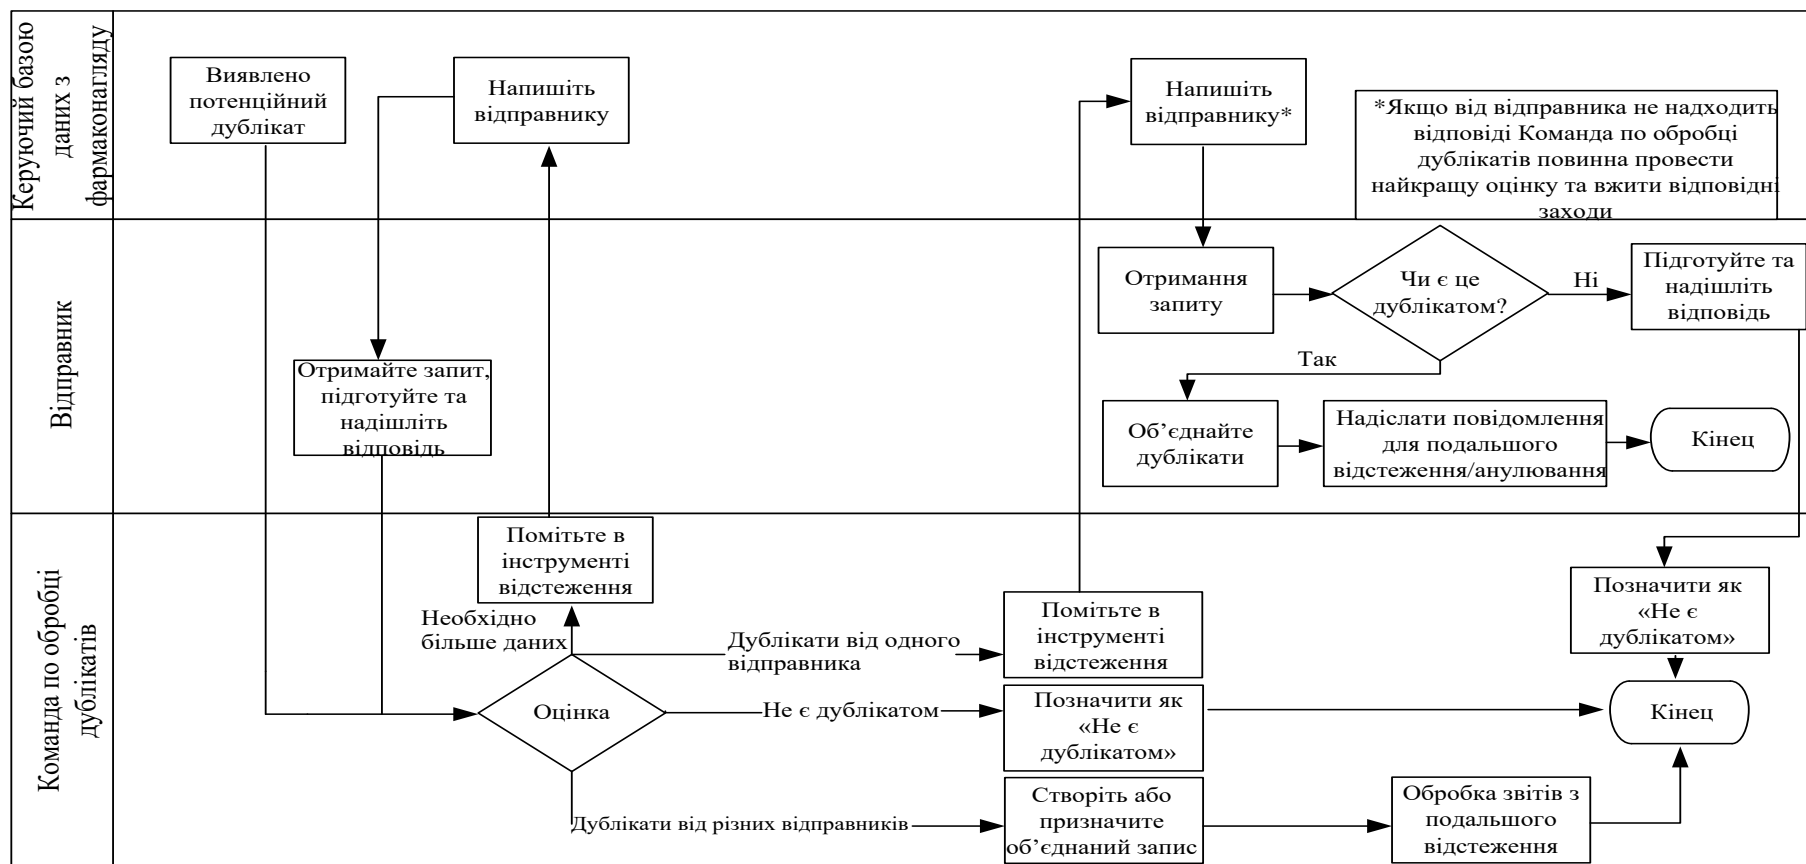 Керуючий базою
даних з
фармаконагляду
Виявлено
потенційний
дублікат
Напишіть
відправнику
Напишіть
відправнику*
*Якщо від відправника не надходить
відповіді Команда по обробці
дублікатів повинна провести
найкращу оцінку та вжити відповідні
заходи
Відправник
Отримайте запит,
підготуйте та
надішліть
відповідь
Отримання
запиту
Чи є це
дублікатом?
Ні
Підготуйте та
надішліть
відповідь
Так
Об’єднайте
дублікати
Надіслати повідомлення
для подальшого
відстеження/анулювання
Кінец
Команда по обробці
дублікатів
Помітьте в
інструменті
відстеження
Необхідно
більше даних
Оцінка
Дублікати від одного
відправника
Помітьте в
інструменті
відстеження
Не є дублікатом
Позначити як
«Не є
дублікатом»
Дублікати від різних відправників
Створіть або
призначите
об’єднаний запис
Обробка звітів з
подальшого
відстеження
Позначити як
«Не є
дублікатом»
Кінец